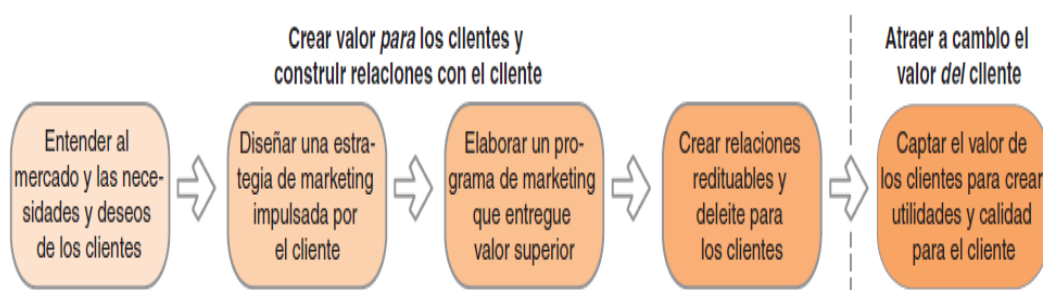 Crear valor para los clientes y
construir relaciones con el cliente
Atraer a cambio el
valor del cliente
Entender al
mercado y las nece-
sidades y deseos
de los clientes
Diseñar una estra-
tegia de marketing
impulsada por
el cliente
Elaborar un pro-
grama de marketing
que entregue
valor superior
Crear relaciones
redituables y
deleite para
los clientes
Captar el valor de
los clientes para crear
utilidades y calidad
para el cliente